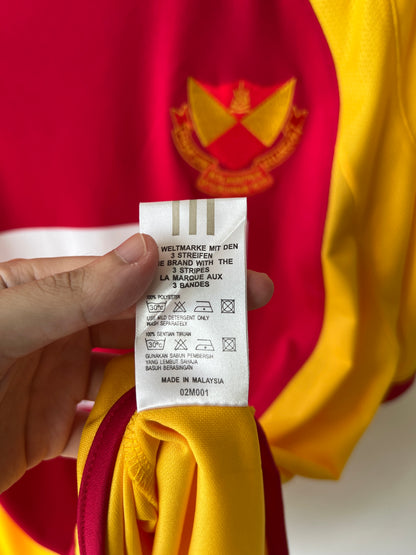 WELTMARKE MIT DEN
3 STREIFEN
BRAND WITH THE
3 STRIPES
LA MARQUE AUX
3 BANDES
100% POLYESTER
30°C
USE MILD DETERGENT ONLY
WASH SEPARATELY
100% GENTIAN TIRUAN
30°C
GUNAKAN SABUN PEMBERSIH
YANG LEMBUT SAHAJA
BASUH BERASINGAN
MADE IN MALAYSIA
02M001